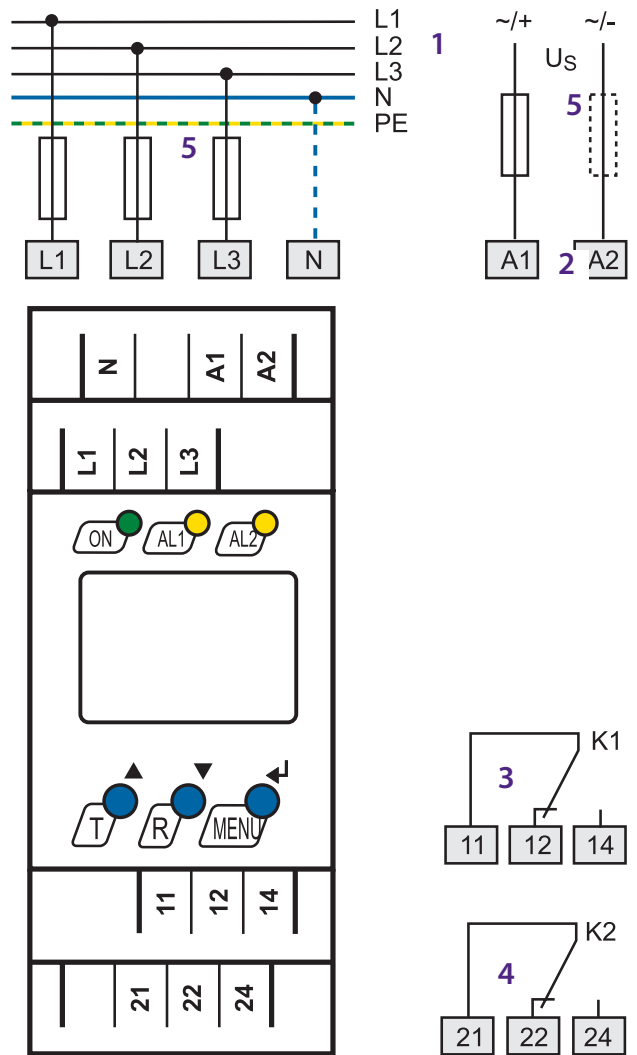 L1
L2
L3
N
PE
1
~/+ ~/-
US
5
5
L1 L2 L3 N
A1 2 A2
N A1 A2
L1 L2 L3
ON AL1 AL2
▲ ▼ ↵
T R MENU
K1
3
11 12 14
11 12 14
K2
4
21 22 24
21 22 24